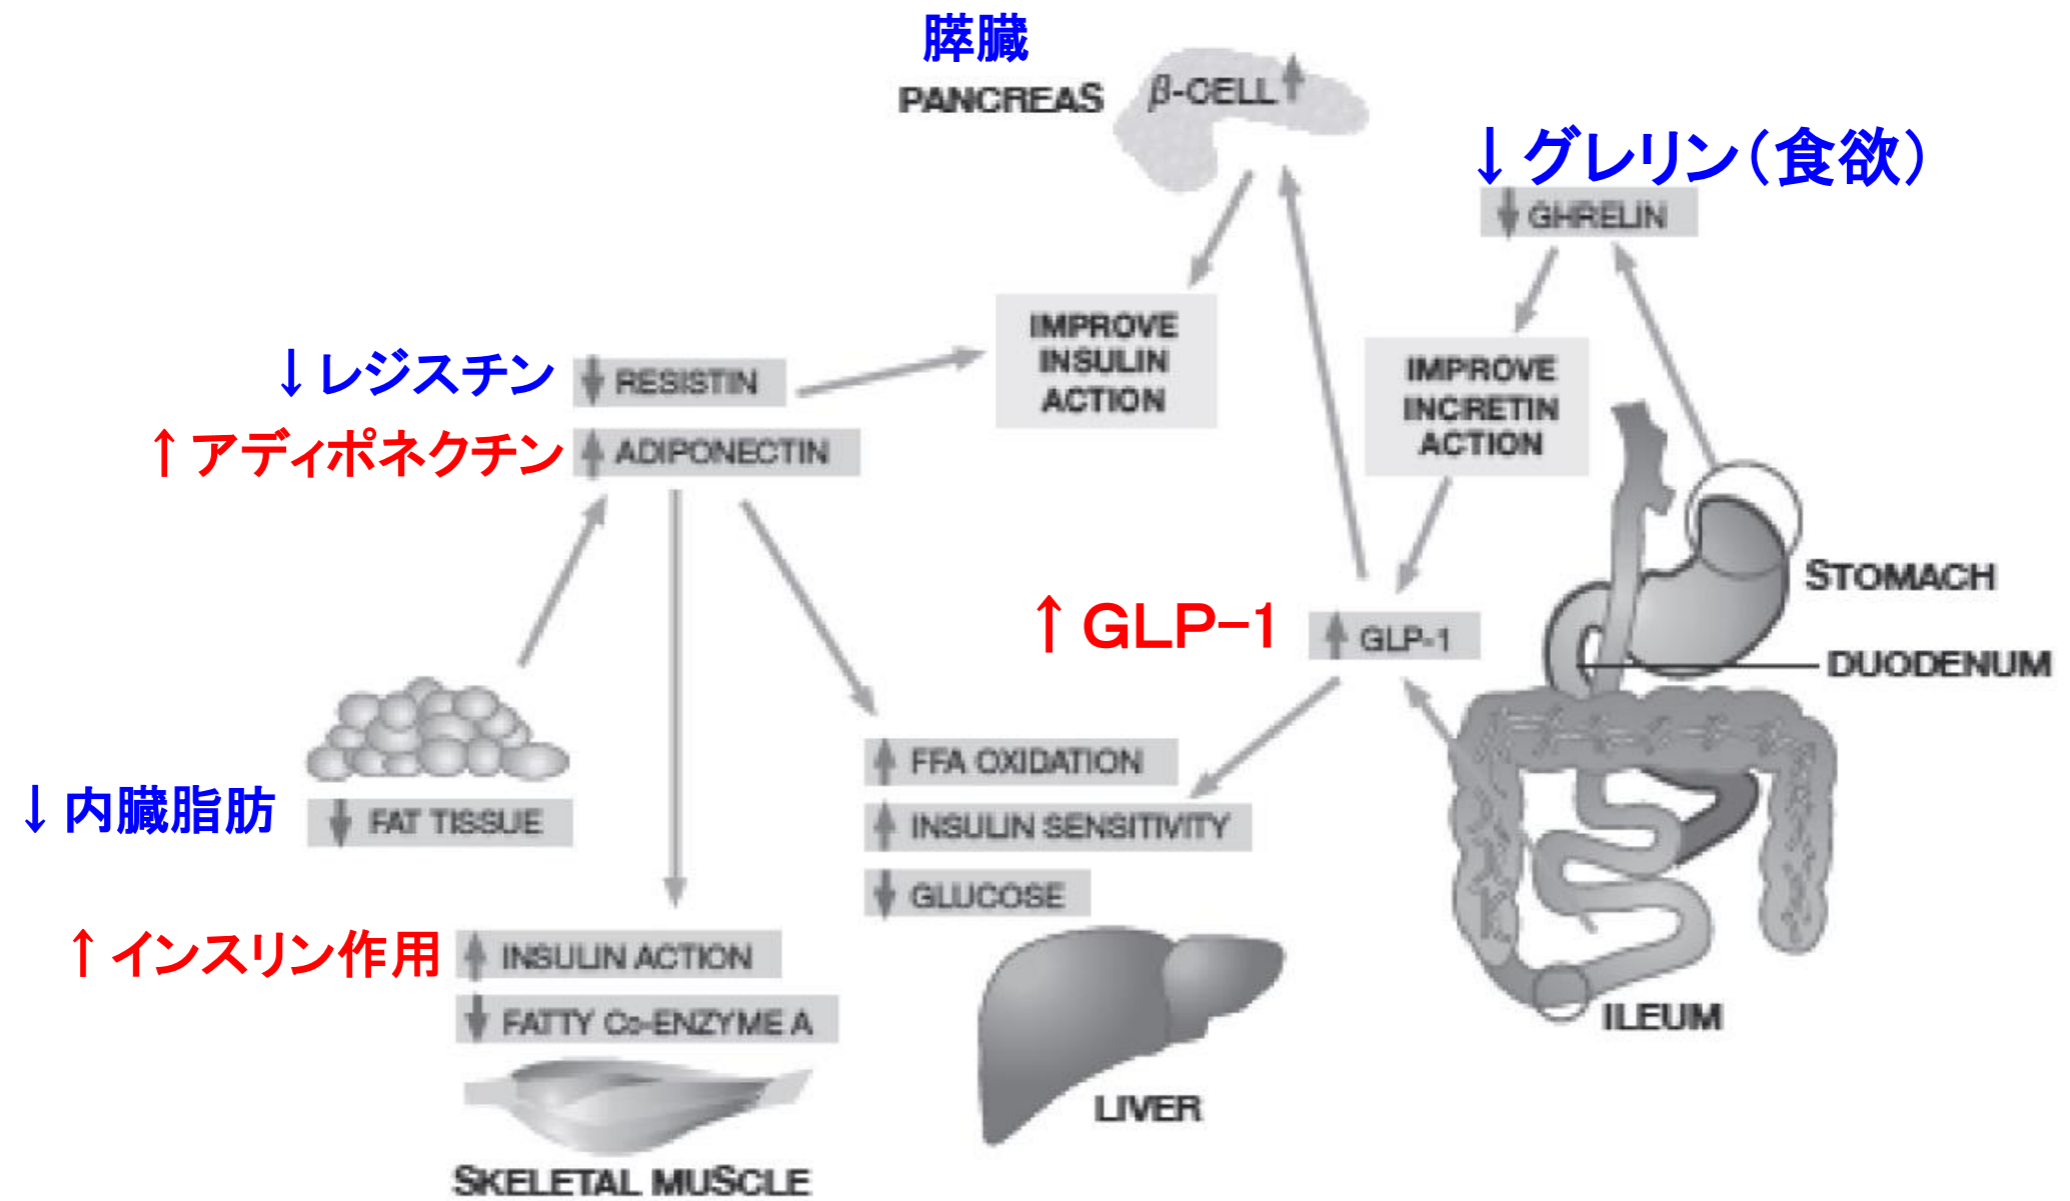 膵臓
PANCREAS
β-CELL↑
↓グレリン（食欲）
↓ GHRELIN
IMPROVE
INSULIN
ACTION
IMPROVE
INCRETIN
ACTION
↓レジスチン
↓ RESISTIN
↑アディポネクチン
↑ ADIPONECTIN
STOMACH
↑GLP-1
↑ GLP-1
DUODENUM
↑ FFA OXIDATION
↓内臓脂肪
↓ FAT TISSUE
↑ INSULIN SENSITIVITY
↓ GLUCOSE
↑インスリン作用
↑ INSULIN ACTION
↓ FATTY Co-ENZYME A
ILEUM
LIVER
SKELETAL MUSCLE